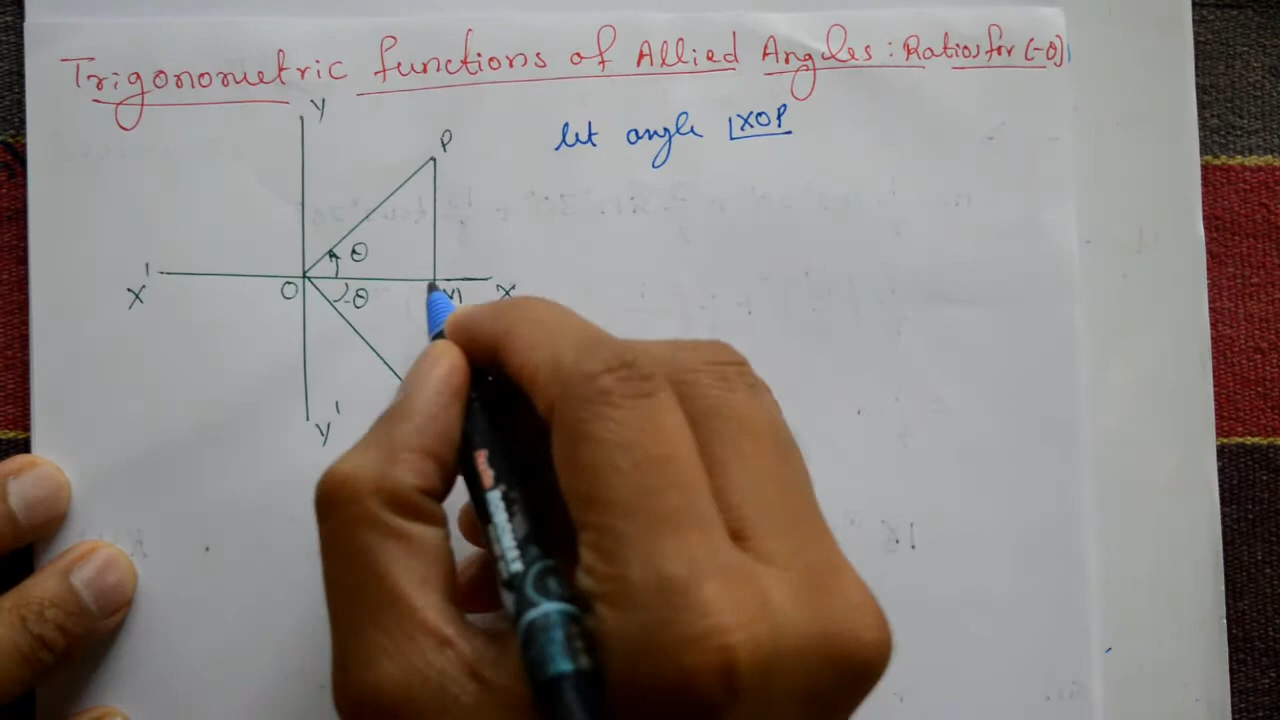 Trigonometric functions of Allied Angles: Ratios for (-θ)
Y
let angle ∠XOP
P
θ
X'
O
-θ
M
X
Y'